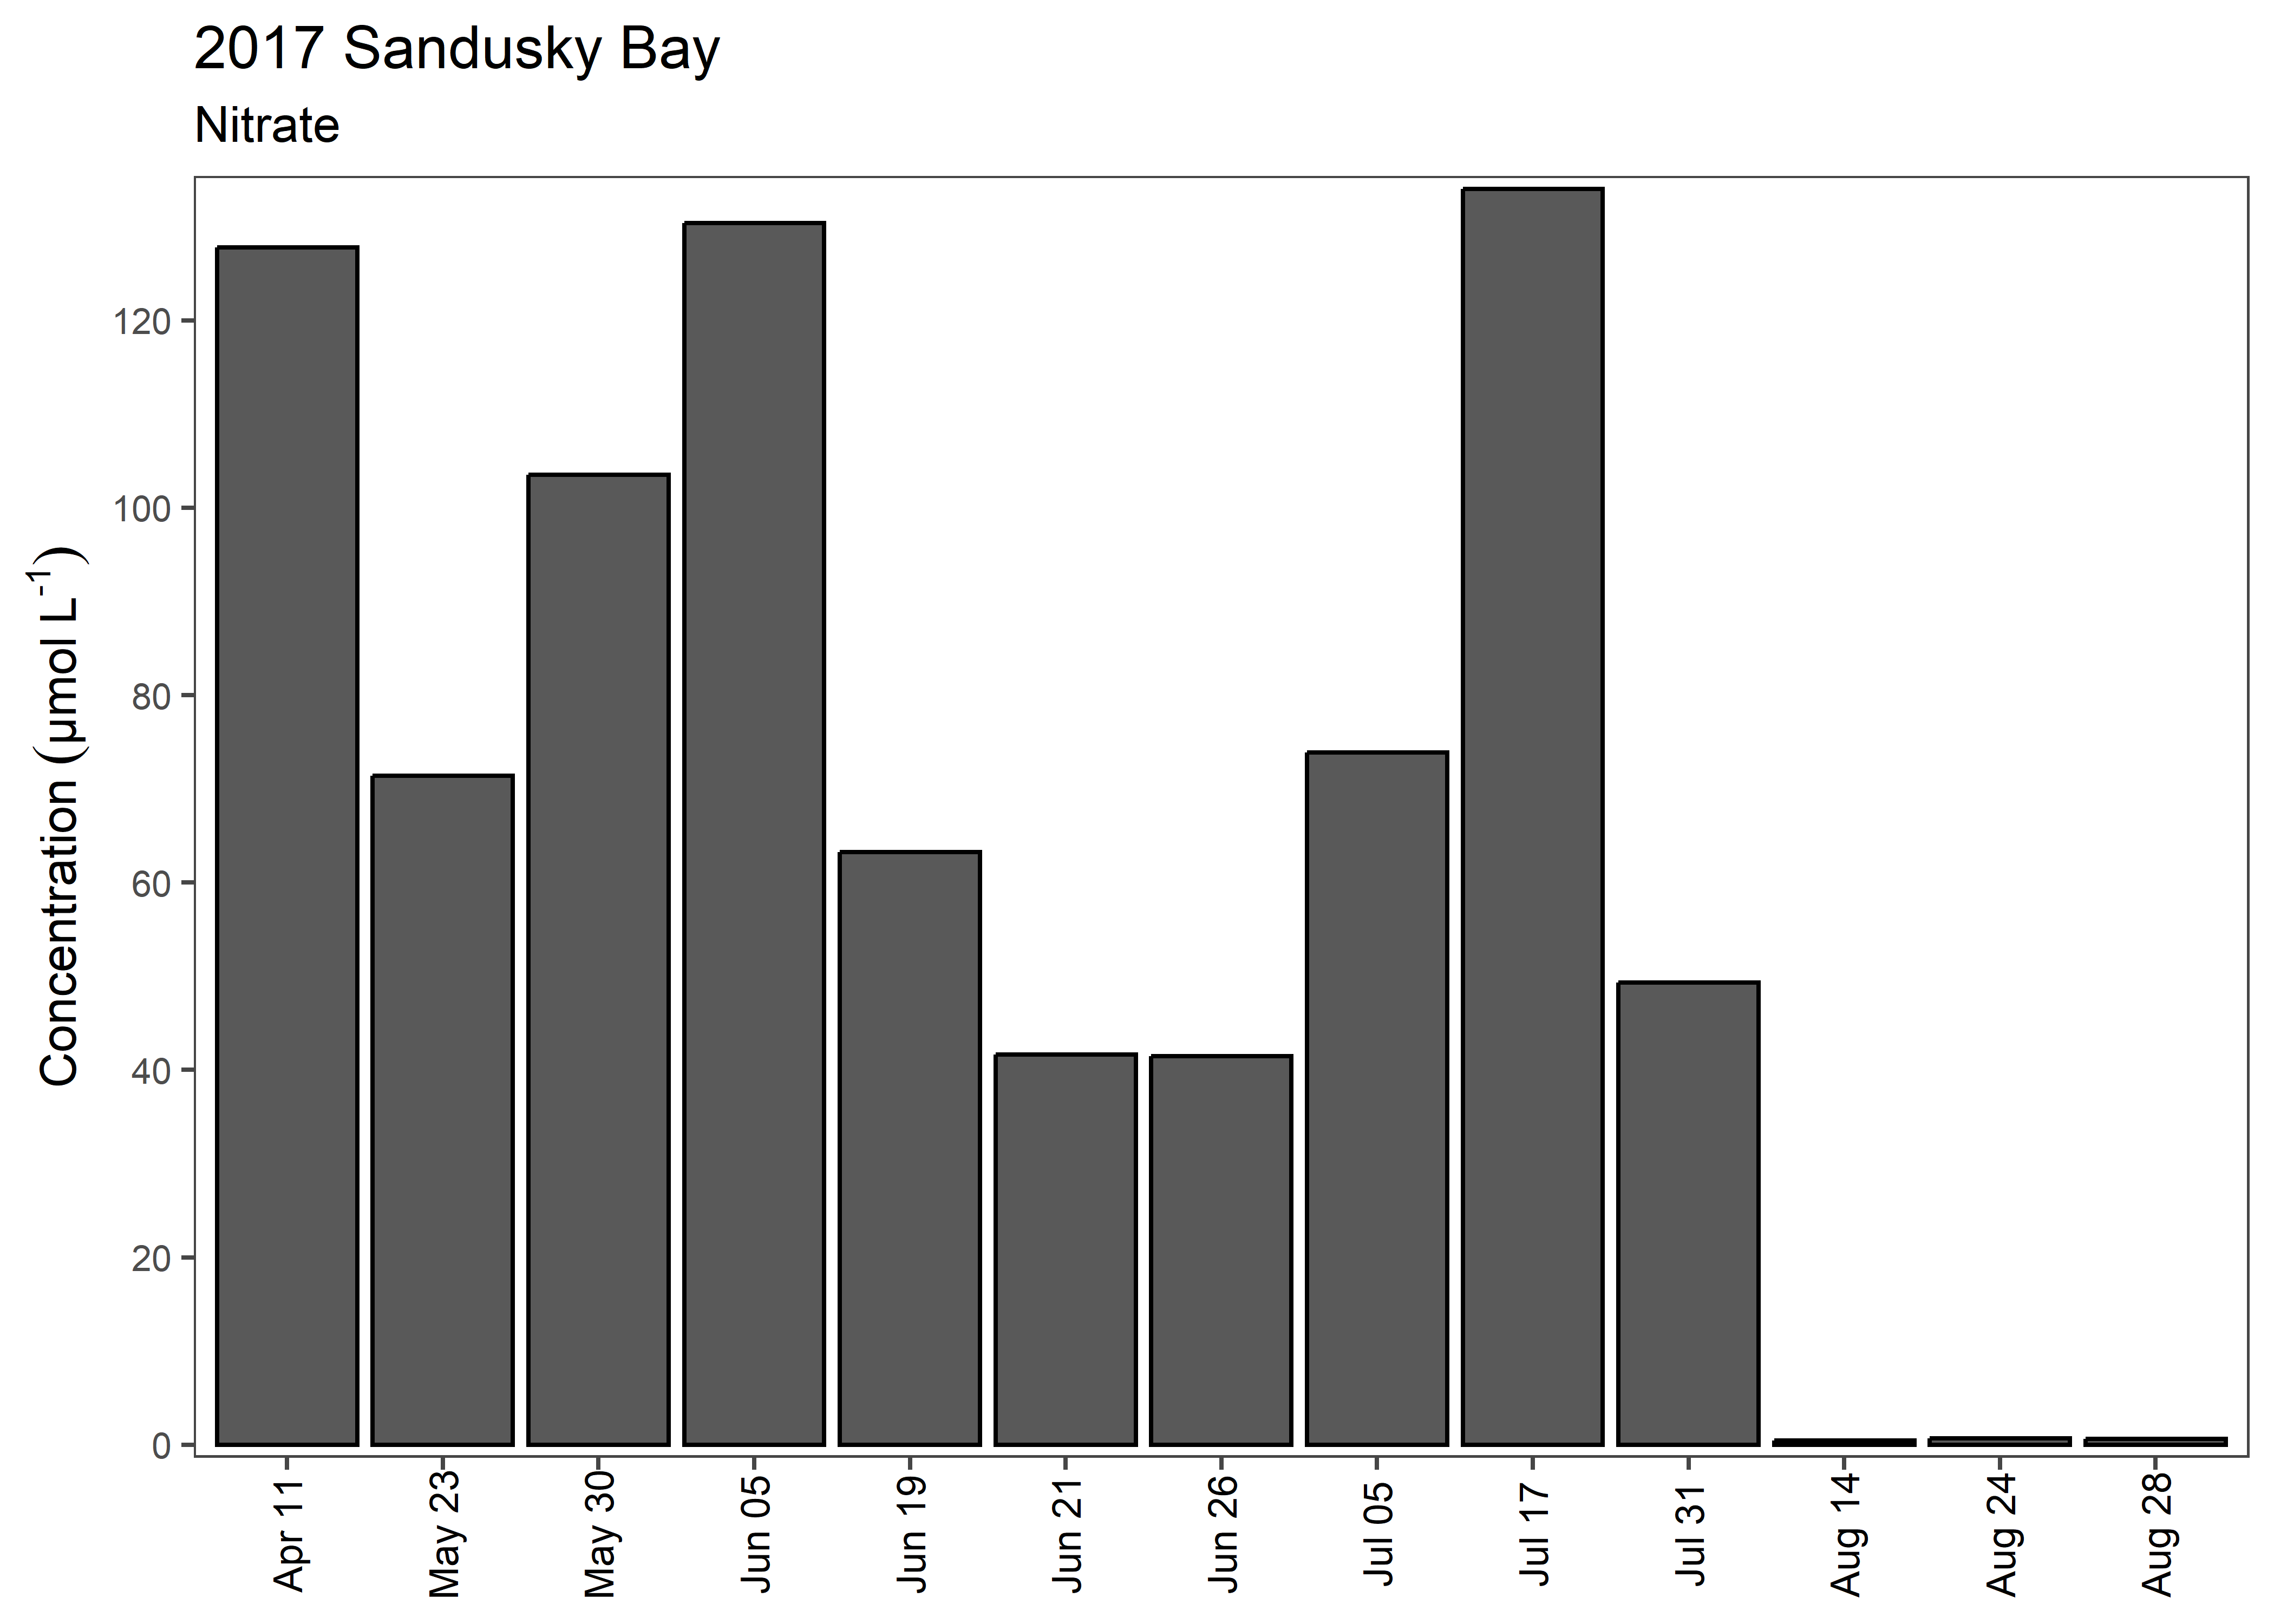 2017 Sandusky Bay
Nitrate
Concentration (µmol L⁻¹)
120
100
80
60
40
20
0
Apr 11
May 23
May 30
Jun 05
Jun 19
Jun 21
Jun 26
Jul 05
Jul 17
Jul 31
Aug 14
Aug 24
Aug 28